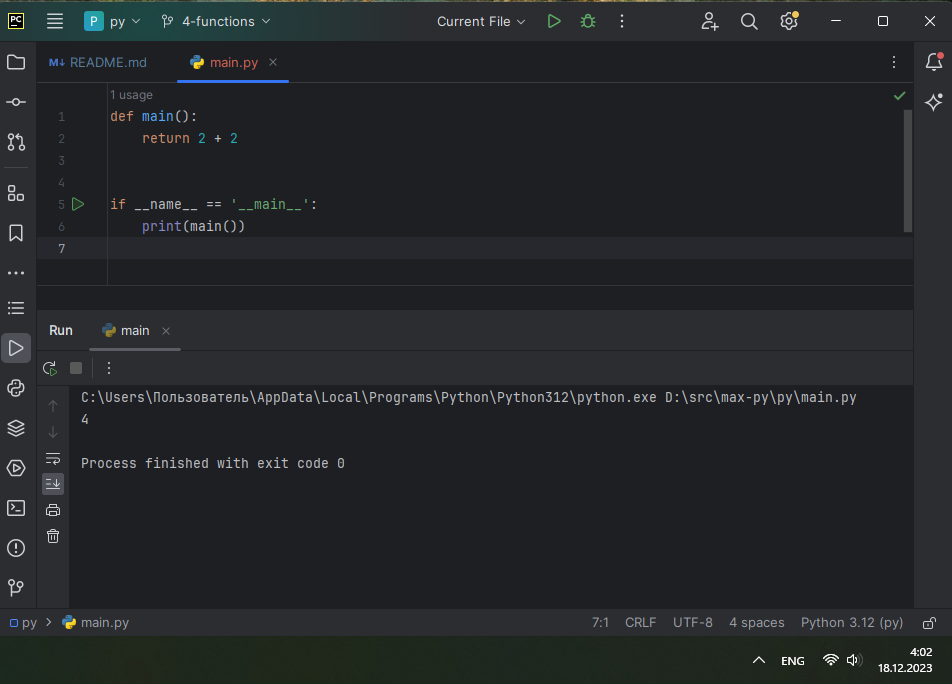 PC P py 4-functions Current File
M↓ README.md main.py
1 usage
1 def main():
2 return 2 + 2
3
4
5 if __name__ == '__main__':
6 print(main())
7
Run main
C:\Users\Пользователь\AppData\Local\Programs\Python\Python312\python.exe D:\src\max-py\py\main.py
4
Process finished with exit code 0
py main.py 7:1 CRLF UTF-8 4 spaces Python 3.12 (py)
ENG 4:02
18.12.2023